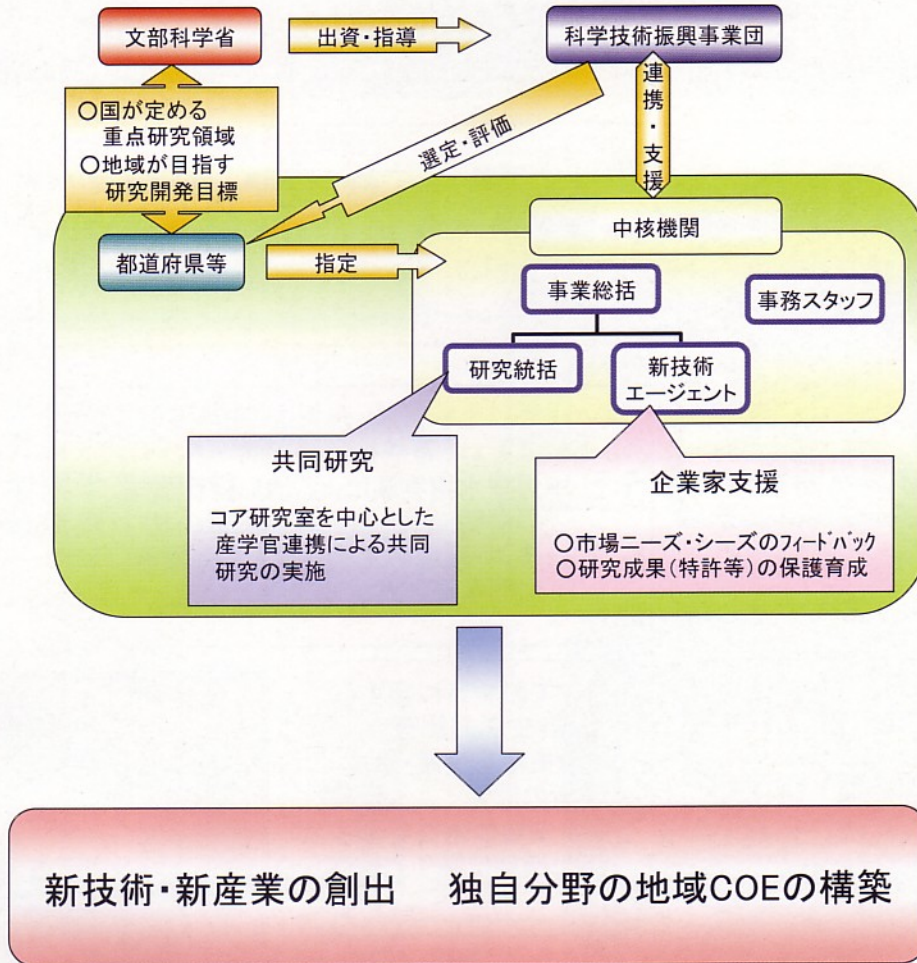 文部科学省
出資・指導
科学技術振興事業団
○国が定める
重点研究領域
○地域が目指す
研究開発目標
選定・評価
連携・支援
都道府県等
指定
中核機関
事業総括
事務スタッフ
研究統括
新技術
エージェント
共同研究
コア研究室を中心とした
産学官連携による共同
研究の実施
企業家支援
○市場ニーズ・シーズのフィードバック
○研究成果(特許等)の保護育成
新技術・新産業の創出　独自分野の地域COEの構築